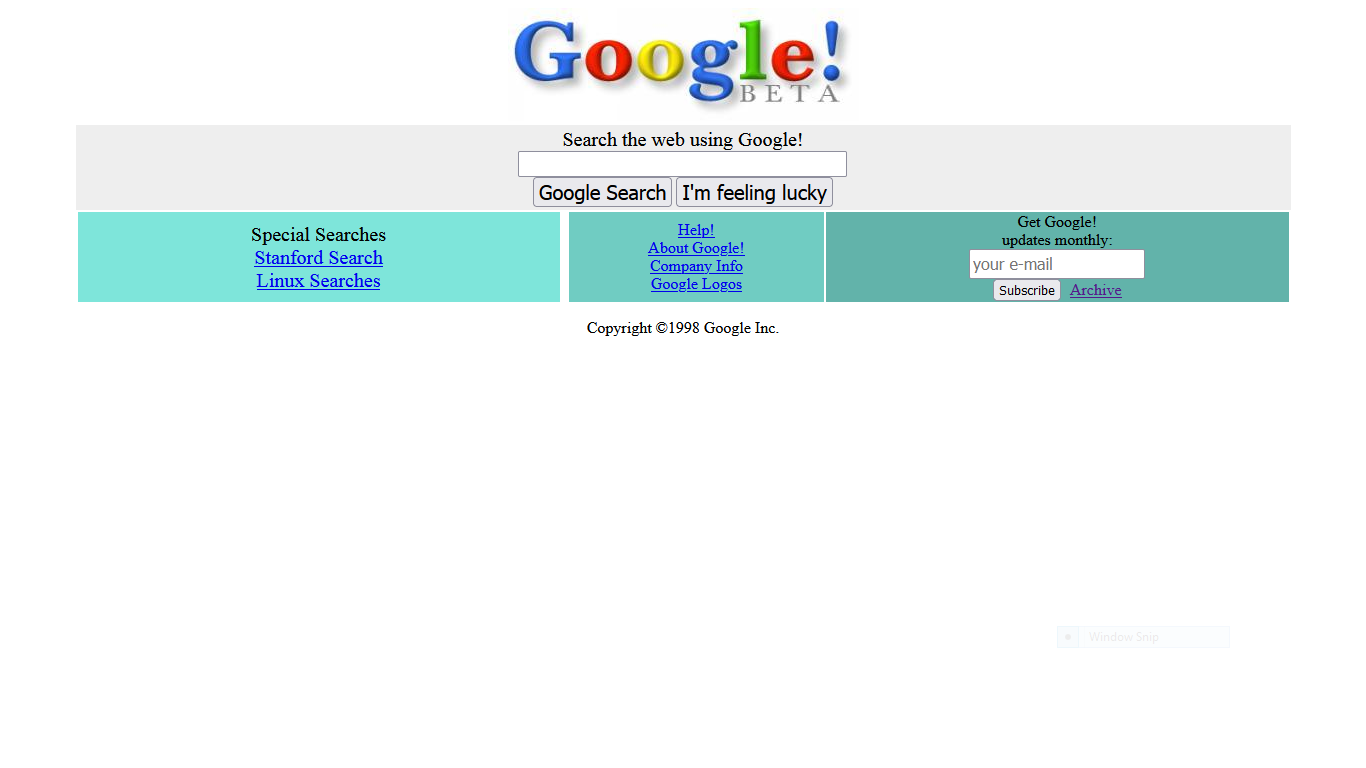 Google!
BETA
Search the web using Google!
Google Search I'm feeling lucky
Special Searches
Stanford Search
Linux Searches
Help!
About Google!
Company Info
Google Logos
Get Google!
updates monthly:
your e-mail
Subscribe Archive
Copyright ©1998 Google Inc.
Window Snip